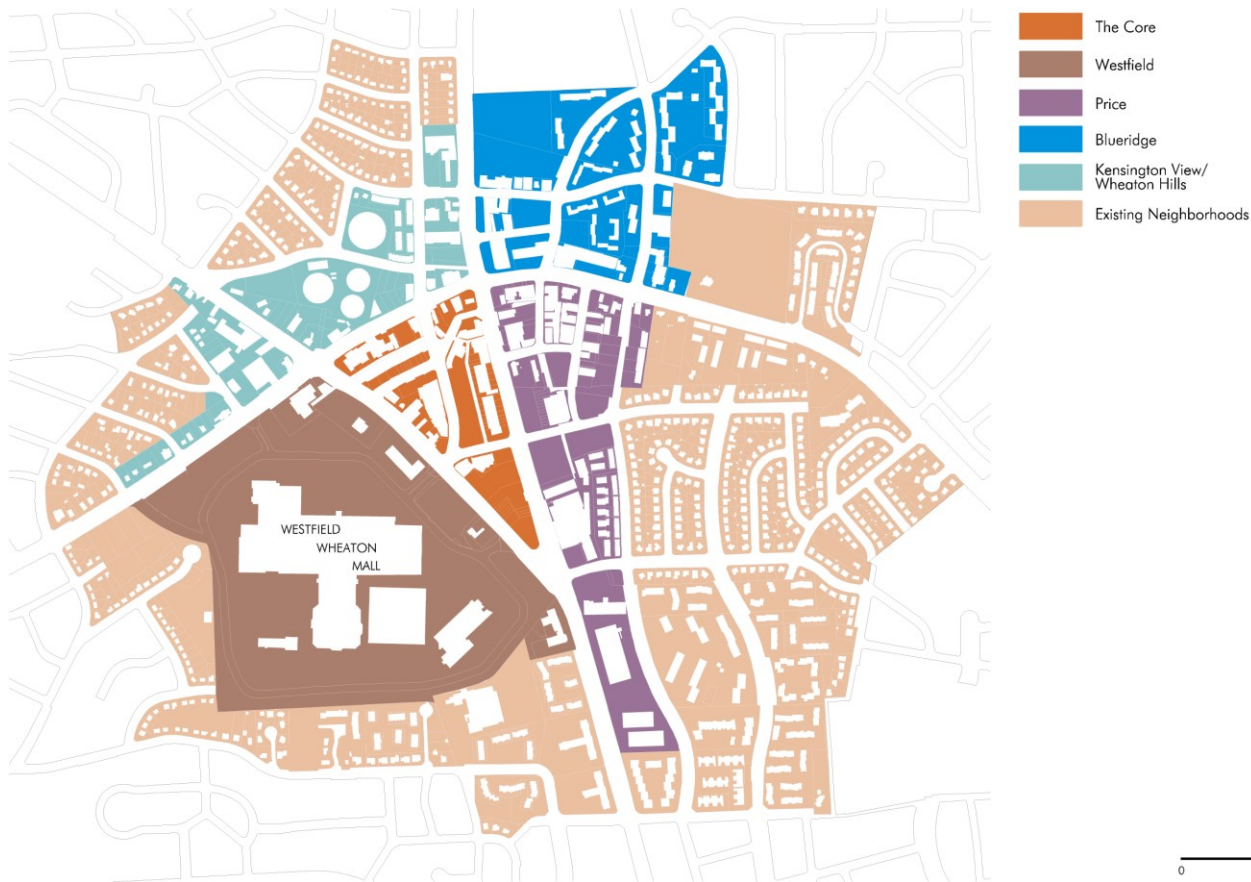 The Core
Westfield
Price
Blueridge
Kensington View/
Wheaton Hills
Existing Neighborhoods
WESTFIELD
WHEATON
MALL
0